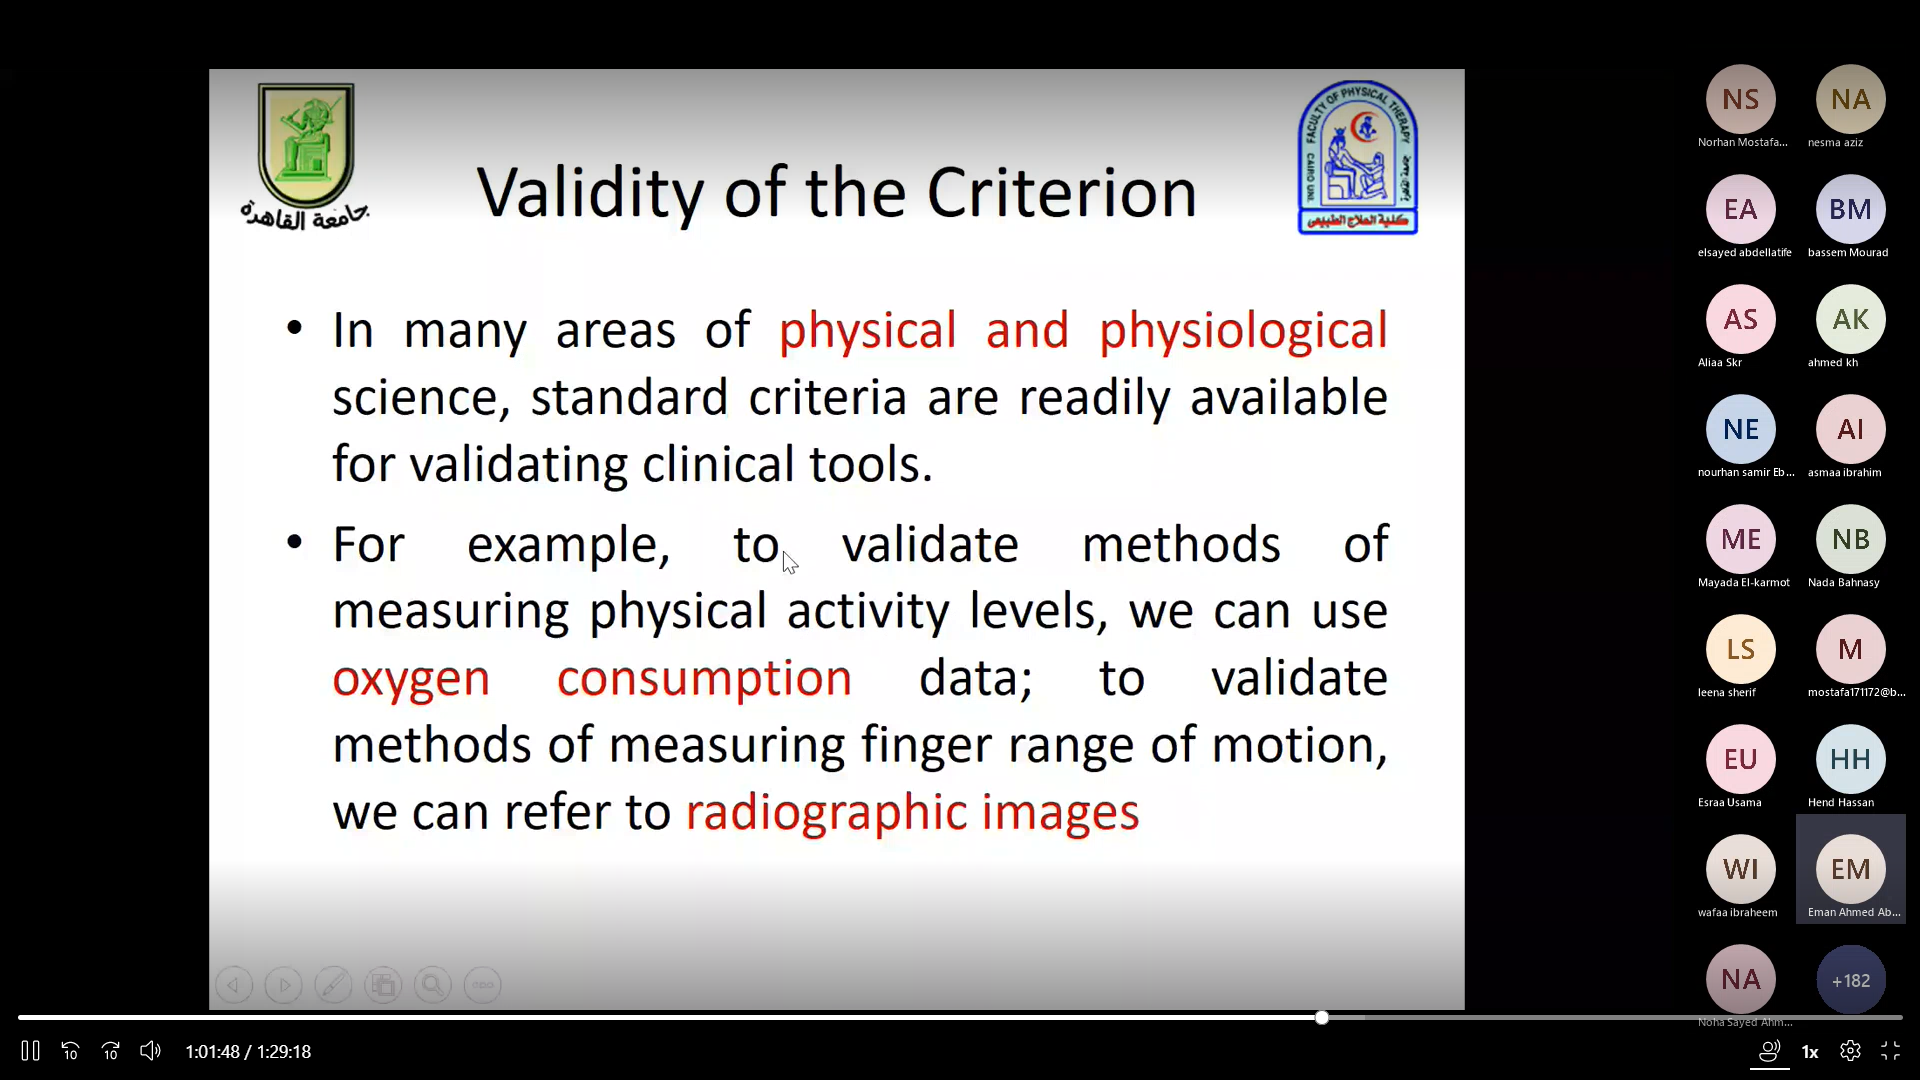 جامعة القاهرة
FACULTY OF PHYSICAL THERAPY
CAIRO UNI.
كلية العلاج الطبيعي
Validity of the Criterion
• In many areas of physical and physiological
science, standard criteria are readily available
for validating clinical tools.
• For example, to validate methods of
measuring physical activity levels, we can use
oxygen consumption data; to validate
methods of measuring finger range of motion,
we can refer to radiographic images
NS NA
Norhan Mostafa... nesma aziz
EA BM
elsayed abdellatife bassem Mourad
AS AK
Aliaa Skr ahmed kh
NE AI
nourhan samir Eb... asmaa ibrahim
ME NB
Mayada El-karmot Nada Bahnasy
LS M
leena sherif mostafa171172@b...
EU HH
Esraa Usama Hend Hassan
WI EM
wafaa ibraheem Eman Ahmed Ab...
NA +182
Noha Sayed Ahm...
10 10 1:01:48 / 1:29:18 1x